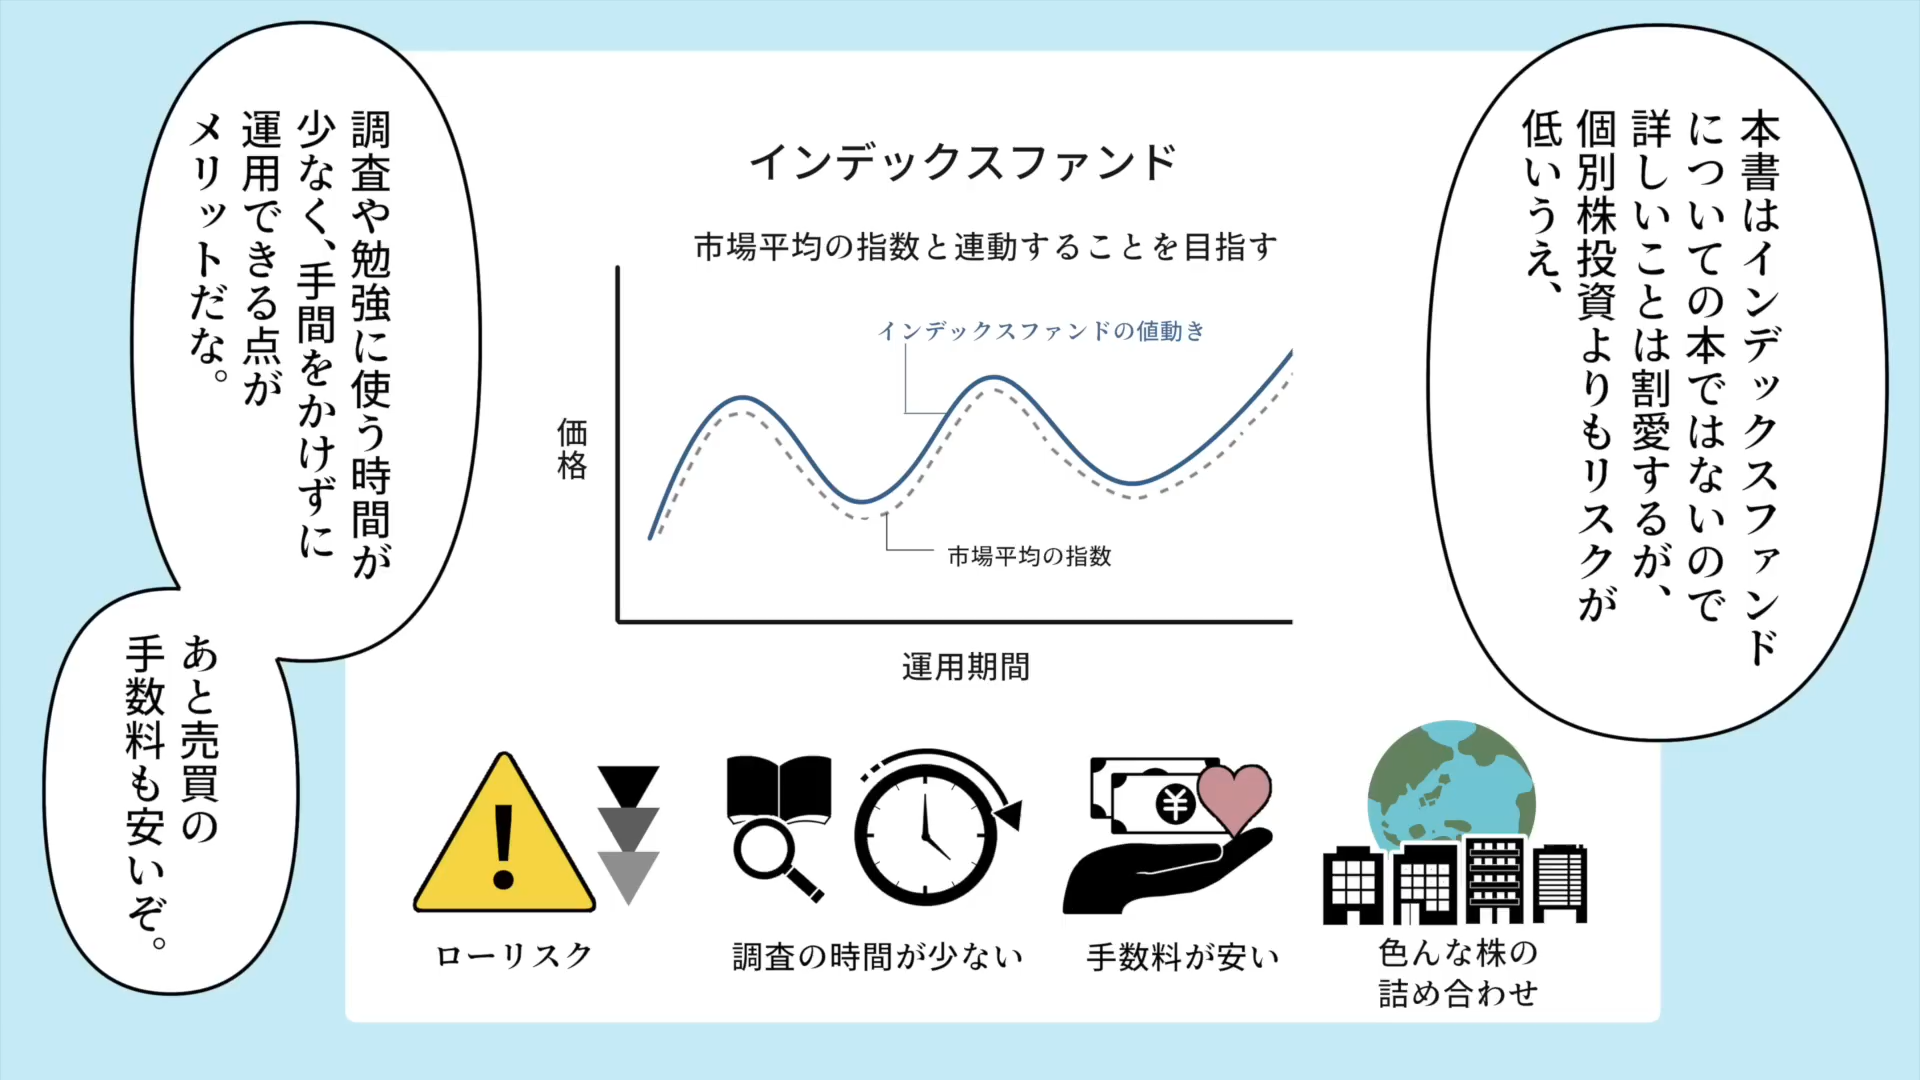 本書はインデックスファンド
についての本ではないので
詳しいことは割愛するが、
個別株投資よりもリスクが
低いうえ、
調査や勉強に使う時間が
少なく、手間をかけずに
運用できる点が
メリットだな。
あと売買の
手数料も安いぞ。
インデックスファンド
市場平均の指数と連動することを目指す
インデックスファンドの値動き
価格
市場平均の指数
運用期間
¥
ローリスク
調査の時間が少ない
手数料が安い
色んな株の
詰め合わせ